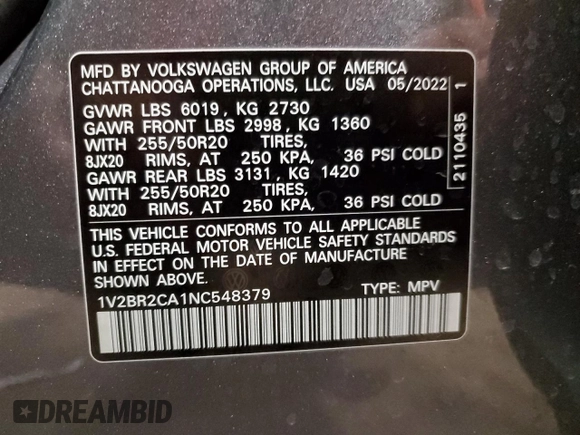 MFD BY VOLKSWAGEN GROUP OF AMERICA
CHATTANOOGA OPERATIONS, LLC. USA 05/2022
GVWR LBS 6019, KG 2730
GAWR FRONT LBS 2998, KG 1360
WITH 255/50R20 TIRES,
8JX20 RIMS, AT 250 KPA, 36 PSI COLD
GAWR REAR LBS 3131, KG 1420
WITH 255/50R20 TIRES,
8JX20 RIMS, AT 250 KPA, 36 PSI COLD
THIS VEHICLE CONFORMS TO ALL APPLICABLE
U.S. FEDERAL MOTOR VEHICLE SAFETY STANDARDS
IN EFFECT ON THE DATE OF MANUFACTURE
SHOWN ABOVE.
1V2BR2CA1NC548379 TYPE: MPV
2110435 1
DREAMBID